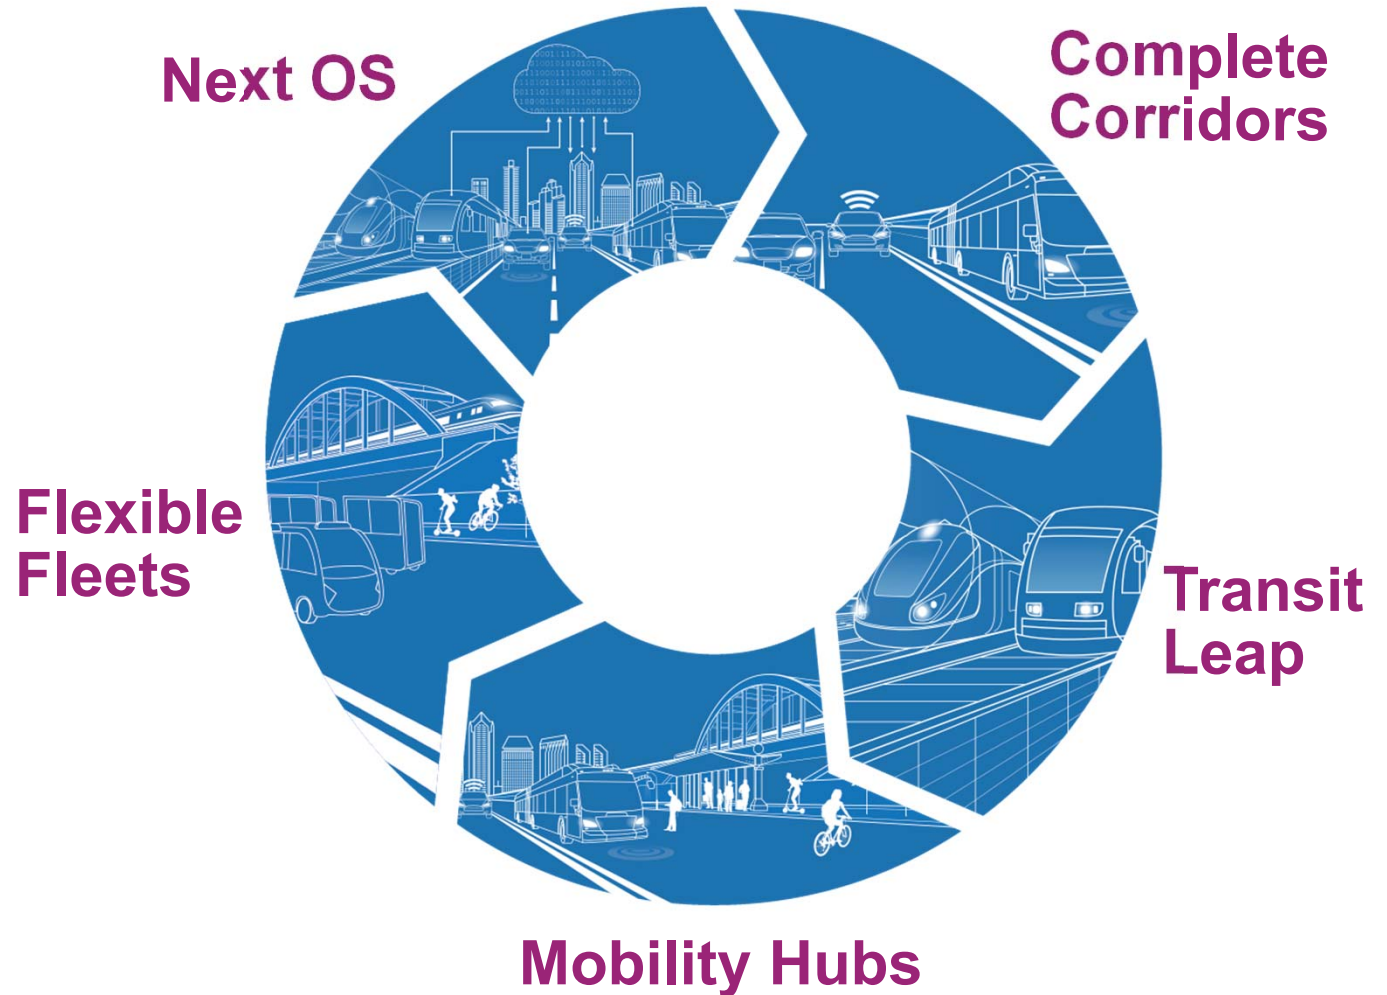 Next OS
Complete
Corridors
Flexible
Fleets
Transit
Leap
Mobility Hubs